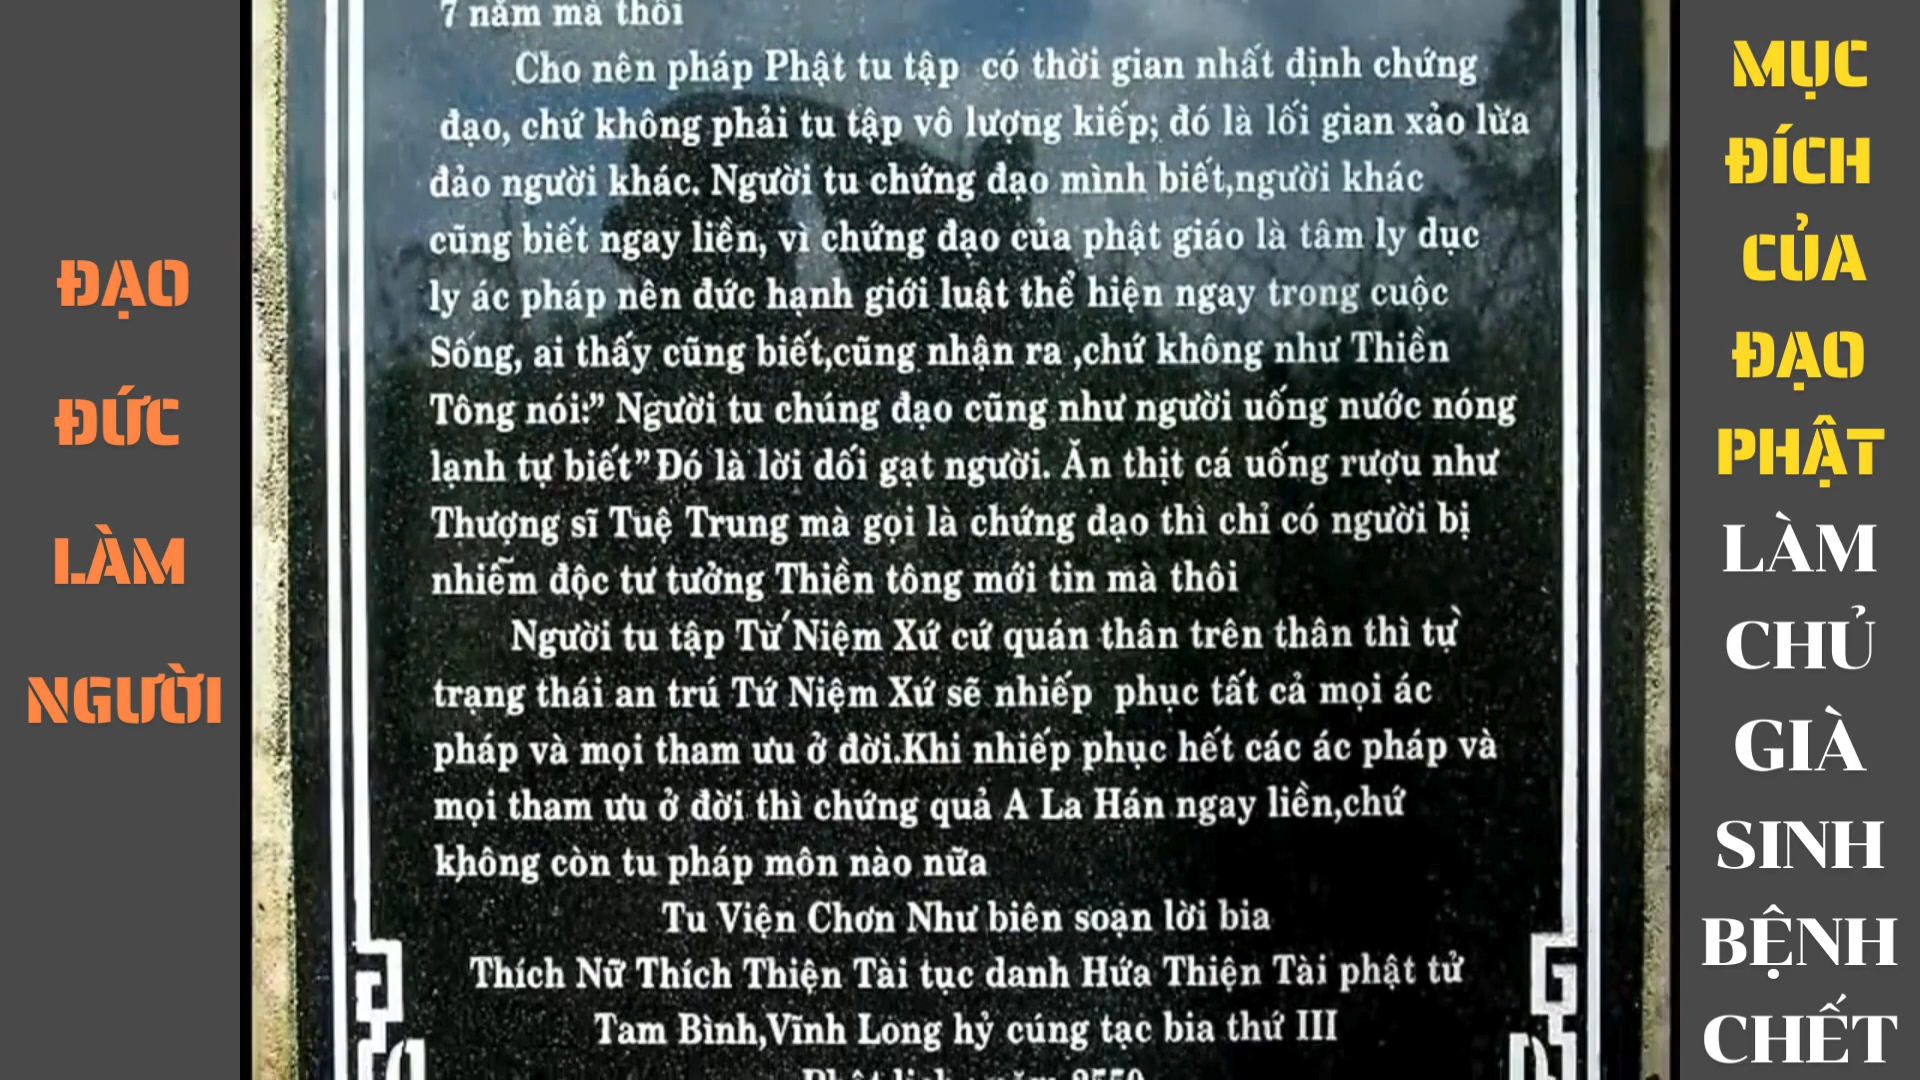 ĐẠO
ĐỨC
LÀM
NGƯỜI
7 năm mà thôi
Cho nên pháp Phật tu tập có thời gian nhất định chứng
đạo, chứ không phải tu tập vô lượng kiếp; đó là lối gian xảo lừa
đảo người khác. Người tu chứng đạo mình biết,người khác
cũng biết ngay liền, vì chứng đạo của phật giáo là tâm ly dục
ly ác pháp nên đức hạnh giới luật thể hiện ngay trong cuộc
Sống, ai thấy cũng biết,cũng nhận ra ,chứ không như Thiền
Tông nói:” Người tu chúng đạo cũng như người uống nước nóng
lạnh tự biết” Đó là lời dối gạt người. Ăn thịt cá uống rượu như
Thượng sĩ Tuệ Trung mà gọi là chứng đạo thì chỉ có người bị
nhiễm độc tư tưởng Thiền tông mới tin mà thôi
Người tu tập Tứ Niệm Xứ cứ quán thân trên thân thì từ
trạng thái an trú Tứ Niệm Xứ sẽ nhiếp phục tất cả mọi ác
pháp và mọi tham ưu ở đời.Khi nhiếp phục hết các ác pháp và
mọi tham ưu ở đời thì chứng quả A La Hán ngay liền,chứ
không còn tu pháp môn nào nữa
Tu Viện Chơn Như biên soạn lời bia
Thích Nữ Thích Thiện Tài tục danh Hứa Thiện Tài phật tử
Tam Bình,Vĩnh Long hỷ cúng tạc bia thứ III
MỤC
ĐÍCH
CỦA
ĐẠO
PHẬT
LÀM
CHỦ
GIÀ
SINH
BỆNH
CHẾT